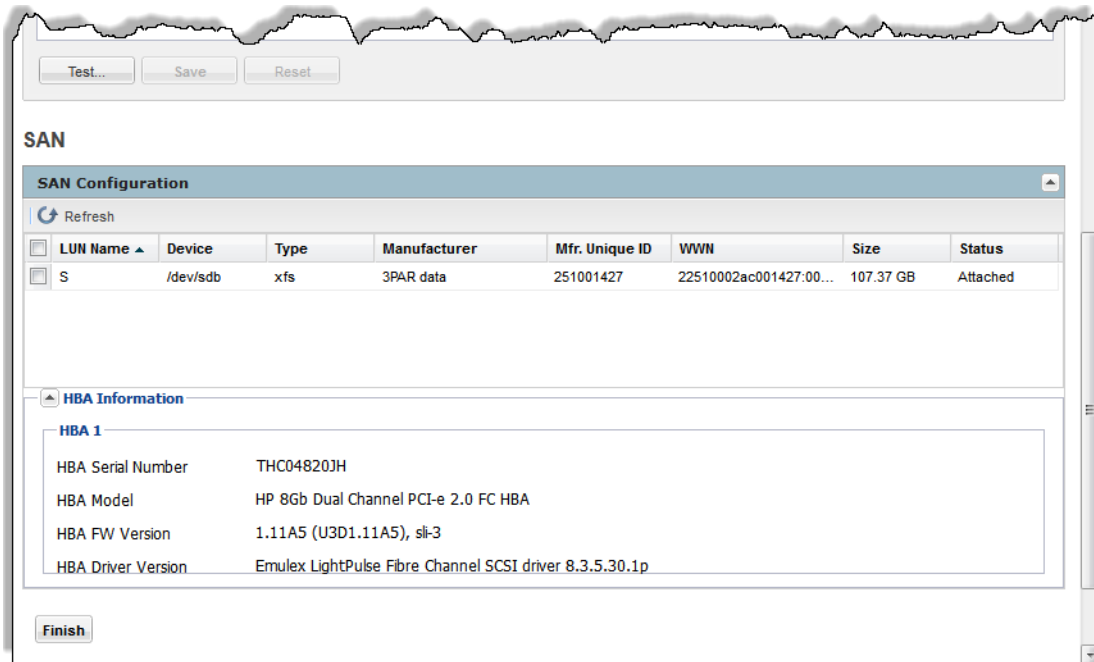 Test... Save Reset
SAN
SAN Configuration
Refresh
LUN Name Device Type Manufacturer Mfr. Unique ID WWN Size Status
S /dev/sdb xfs 3PAR data 251001427 22510002ac001427:00... 107.37 GB Attached
HBA Information
HBA 1
HBA Serial Number THC04820JH
HBA Model HP 8Gb Dual Channel PCI-e 2.0 FC HBA
HBA FW Version 1.11A5 (U3D1.11A5), sli-3
HBA Driver Version Emulex LightPulse Fibre Channel SCSI driver 8.3.5.30.1p
Finish